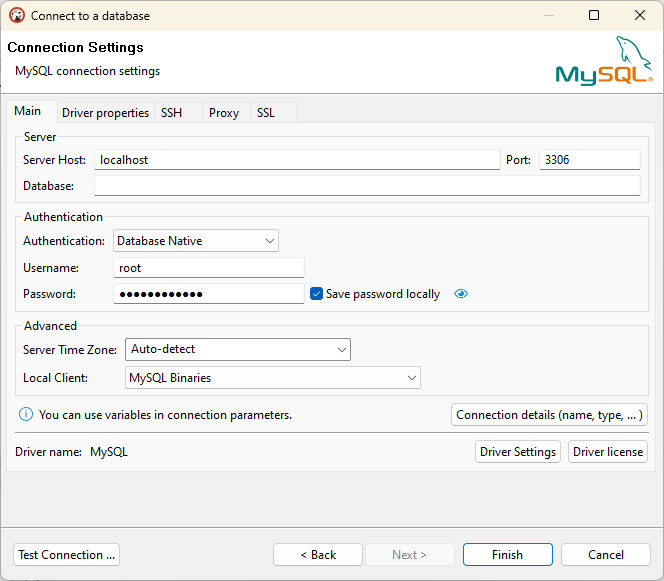 Connect to a database
Connection Settings
MySQL connection settings
MySQL®
Main Driver properties SSH Proxy SSL
Server
Server Host: localhost Port: 3306
Database:
Authentication
Authentication: Database Native
Username: root
Password: ●●●●●●●●●●●● Save password locally
Advanced
Server Time Zone: Auto-detect
Local Client: MySQL Binaries
You can use variables in connection parameters. Connection details (name, type, ... )
Driver name: MySQL Driver Settings Driver license
Test Connection ... < Back Next > Finish Cancel